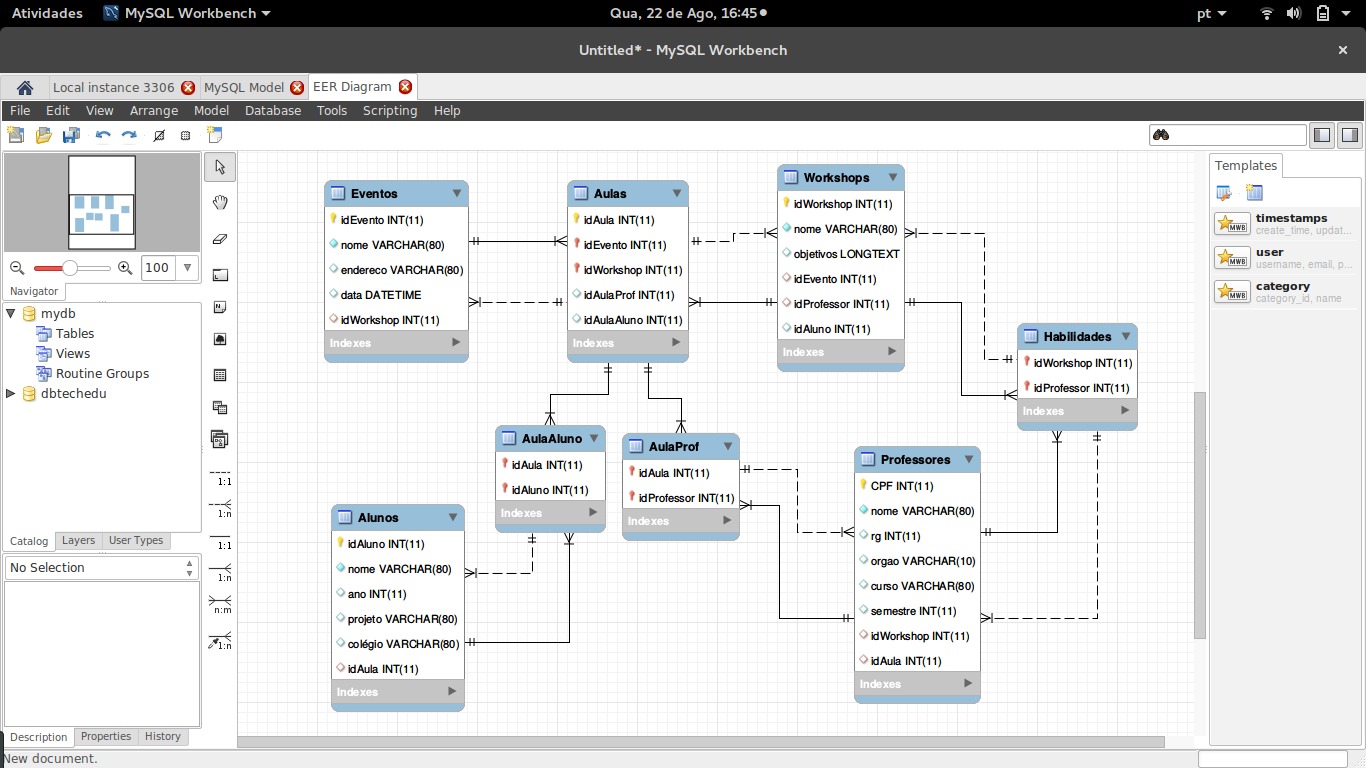 Atividades
MySQL Workbench
Qua, 22 de Ago, 16:45
pt
Untitled* - MySQL Workbench
Local instance 3306
MySQL Model
EER Diagram
File Edit View Arrange Model Database Tools Scripting Help
100
Navigator
mydb
Tables
Views
Routine Groups
dbtechedu
Catalog Layers User Types
No Selection
Description Properties History
New document.
1:1
1:n
1:1
1:n
n:m
1:n
Eventos
idEvento INT(11)
nome VARCHAR(80)
endereco VARCHAR(80)
data DATETIME
idWorkshop INT(11)
Indexes
Aulas
idAula INT(11)
idEvento INT(11)
idWorkshop INT(11)
idAulaProf INT(11)
idAulaAluno INT(11)
Indexes
Workshops
idWorkshop INT(11)
nome VARCHAR(80)
objetivos LONGTEXT
idEvento INT(11)
idProfessor INT(11)
idAluno INT(11)
Indexes
Habilidades
idWorkshop INT(11)
idProfessor INT(11)
Indexes
AulaAluno
idAula INT(11)
idAluno INT(11)
Indexes
AulaProf
idAula INT(11)
idProfessor INT(11)
Indexes
Professores
CPF INT(11)
nome VARCHAR(80)
rg INT(11)
orgao VARCHAR(10)
curso VARCHAR(80)
semestre INT(11)
idWorkshop INT(11)
idAula INT(11)
Indexes
Alunos
idAluno INT(11)
nome VARCHAR(80)
ano INT(11)
projeto VARCHAR(80)
colégio VARCHAR(80)
idAula INT(11)
Indexes
Templates
MWB
timestamps
create_time, updat...
MWB
user
username, email, p...
MWB
category
category_id, name